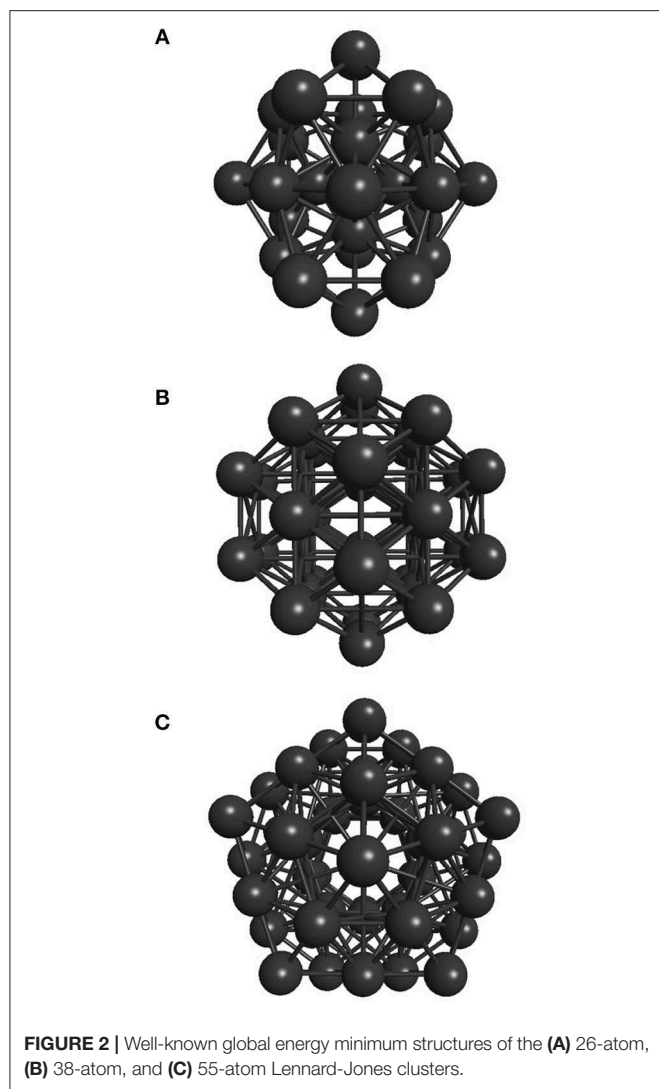 A
B
C
FIGURE 2 | Well-known global energy minimum structures of the (A) 26-atom,
(B) 38-atom, and (C) 55-atom Lennard-Jones clusters.